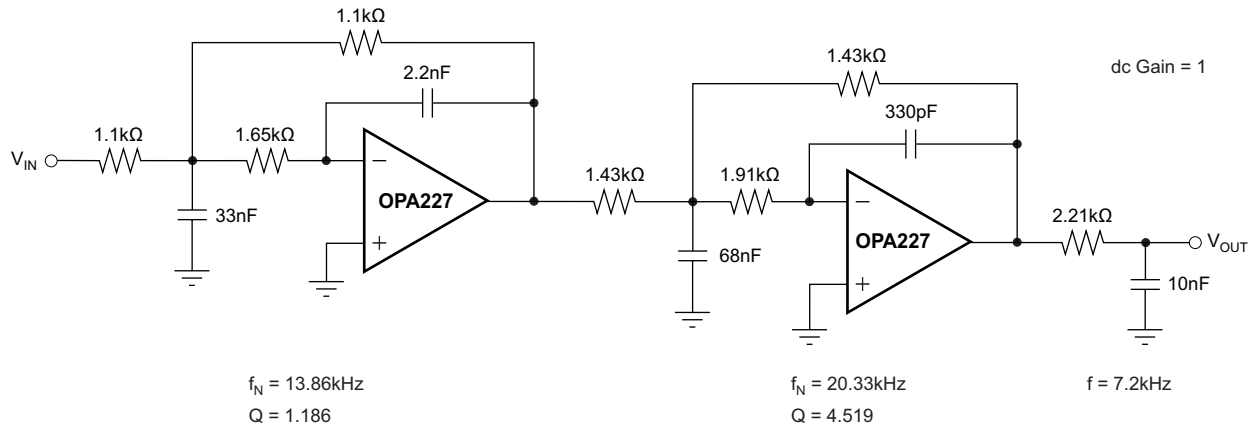 1.1kΩ
2.2nF
1.1kΩ
1.65kΩ
V_IN
33nF
−
OPA227
+
dc Gain = 1
1.43kΩ
330pF
1.43kΩ
1.91kΩ
68nF
−
OPA227
+
2.21kΩ
V_OUT
10nF
f_N = 13.86kHz
Q = 1.186
f_N = 20.33kHz
Q = 4.519
f = 7.2kHz